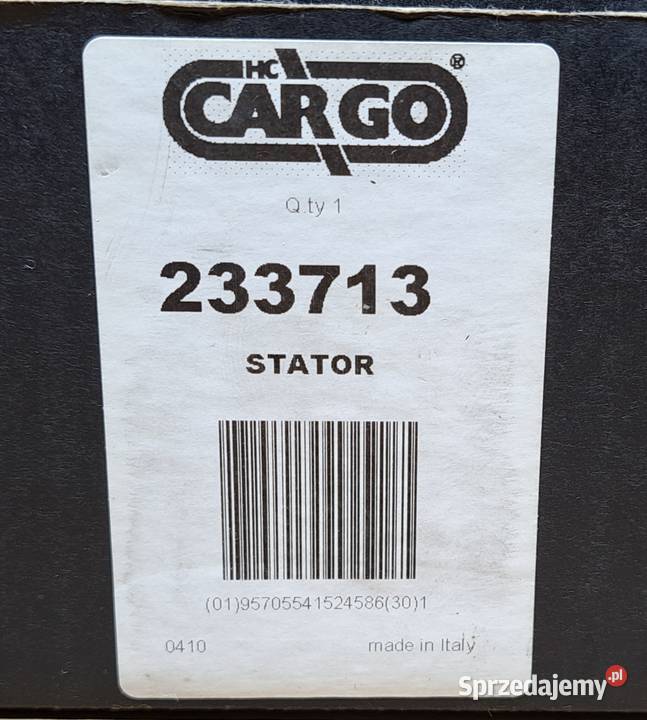 HC
CARGO®
Q.ty 1
233713
STATOR
(01)95705541524586(30)1
0410 made in Italy
Sprzedajemy.pl